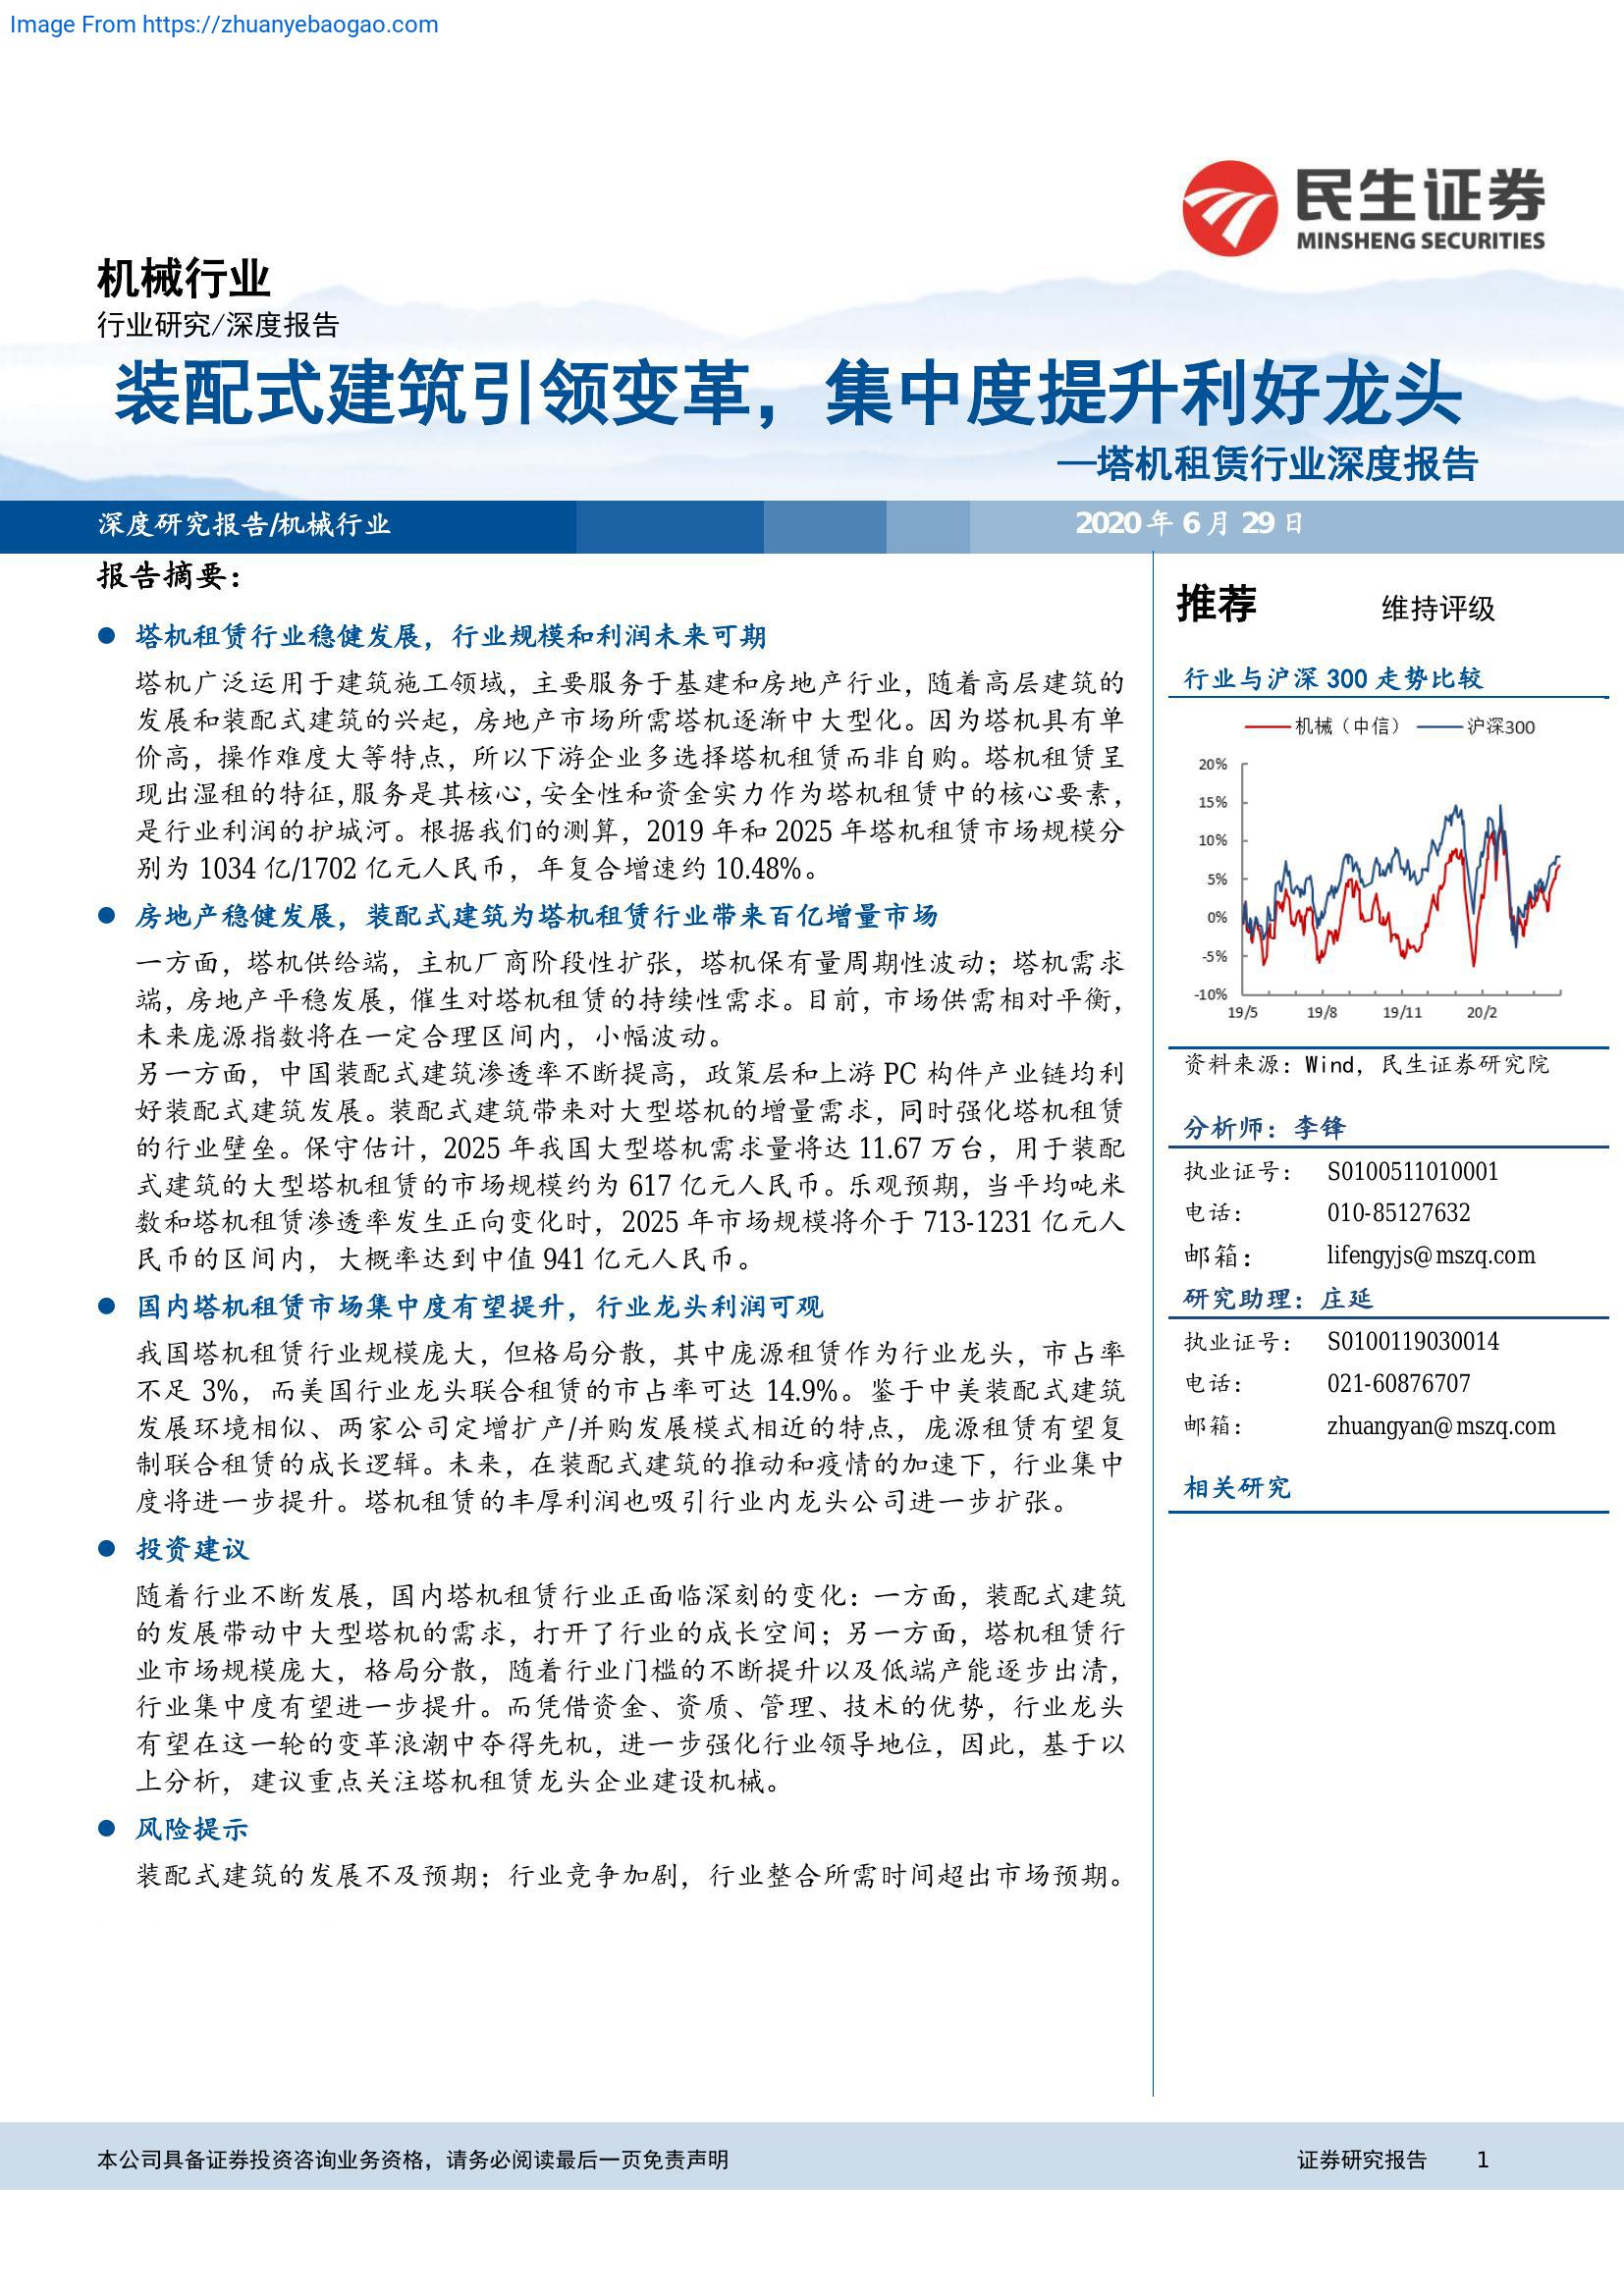 Image From https://zhuanyebaogao.com
民生证券
MINSHENG SECURITIES
机械行业
行业研究/深度报告
装配式建筑引领变革，集中度提升利好龙头
—塔机租赁行业深度报告
深度研究报告/机械行业
2020 年 6 月 29 日
报告摘要：
● 塔机租赁行业稳健发展，行业规模和利润未来可期
塔机广泛运用于建筑施工领域，主要服务于基建和房地产行业，随着高层建筑的
发展和装配式建筑的兴起，房地产市场所需塔机逐渐中大型化。因为塔机具有单
价高，操作难度大等特点，所以下游企业多选择塔机租赁而非自购。塔机租赁呈
现出湿租的特征，服务是其核心，安全性和资金实力作为塔机租赁中的核心要素，
是行业利润的护城河。根据我们的测算，2019 年和 2025 年塔机租赁市场规模分
别为 1034 亿/1702 亿元人民币，年复合增速约 10.48%。
● 房地产稳健发展，装配式建筑为塔机租赁行业带来百亿增量市场
一方面，塔机供给端，主机厂商阶段性扩张，塔机保有量周期性波动；塔机需求
端，房地产平稳发展，催生对塔机租赁的持续性需求。目前，市场供需相对平衡，
未来庞源指数将在一定合理区间内，小幅波动。
另一方面，中国装配式建筑渗透率不断提高，政策层和上游 PC 构件产业链均利
好装配式建筑发展。装配式建筑带来对大型塔机的增量需求，同时强化塔机租赁
的行业壁垒。保守估计，2025 年我国大型塔机需求量将达 11.67 万台，用于装配
式建筑的大型塔机租赁的市场规模约为 617 亿元人民币。乐观预期，当平均吨米
数和塔机租赁渗透率发生正向变化时，2025 年市场规模将介于 713-1231 亿元人
民币的区间内，大概率达到中值 941 亿元人民币。
● 国内塔机租赁市场集中度有望提升，行业龙头利润可观
我国塔机租赁行业规模庞大，但格局分散，其中庞源租赁作为行业龙头，市占率
不足 3%，而美国行业龙头联合租赁的市占率可达 14.9%。鉴于中美装配式建筑
发展环境相似、两家公司定增扩产/并购发展模式相近的特点，庞源租赁有望复
制联合租赁的成长逻辑。未来，在装配式建筑的推动和疫情的加速下，行业集中
度将进一步提升。塔机租赁的丰厚利润也吸引行业内龙头公司进一步扩张。
● 投资建议
随着行业不断发展，国内塔机租赁行业正面临深刻的变化：一方面，装配式建筑
的发展带动中大型塔机的需求，打开了行业的成长空间；另一方面，塔机租赁行
业市场规模庞大，格局分散，随着行业门槛的不断提升以及低端产能逐步出清，
行业集中度有望进一步提升。而凭借资金、资质、管理、技术的优势，行业龙头
有望在这一轮的变革浪潮中夺得先机，进一步强化行业领导地位，因此，基于以
上分析，建议重点关注塔机租赁龙头企业建设机械。
● 风险提示
装配式建筑的发展不及预期；行业竞争加剧，行业整合所需时间超出市场预期。
推荐 维持评级
行业与沪深 300 走势比较
机械（中信） 沪深300
20%
15%
10%
5%
0%
-5%
-10%
19/5 19/8 19/11 20/2
资料来源：Wind，民生证券研究院
分析师：李锋
执业证号： S0100511010001
电话： 010-85127632
邮箱： lifengyjs@mszq.com
研究助理：庄延
执业证号： S0100119030014
电话： 021-60876707
邮箱： zhuangyan@mszq.com
相关研究
本公司具备证券投资咨询业务资格，请务必阅读最后一页免责声明
证券研究报告 1